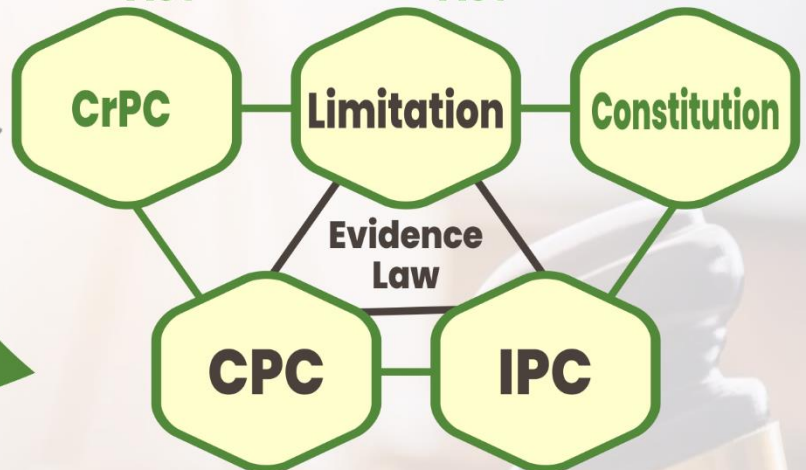 CrPC
Limitation
Constitution
Evidence
Law
CPC
IPC